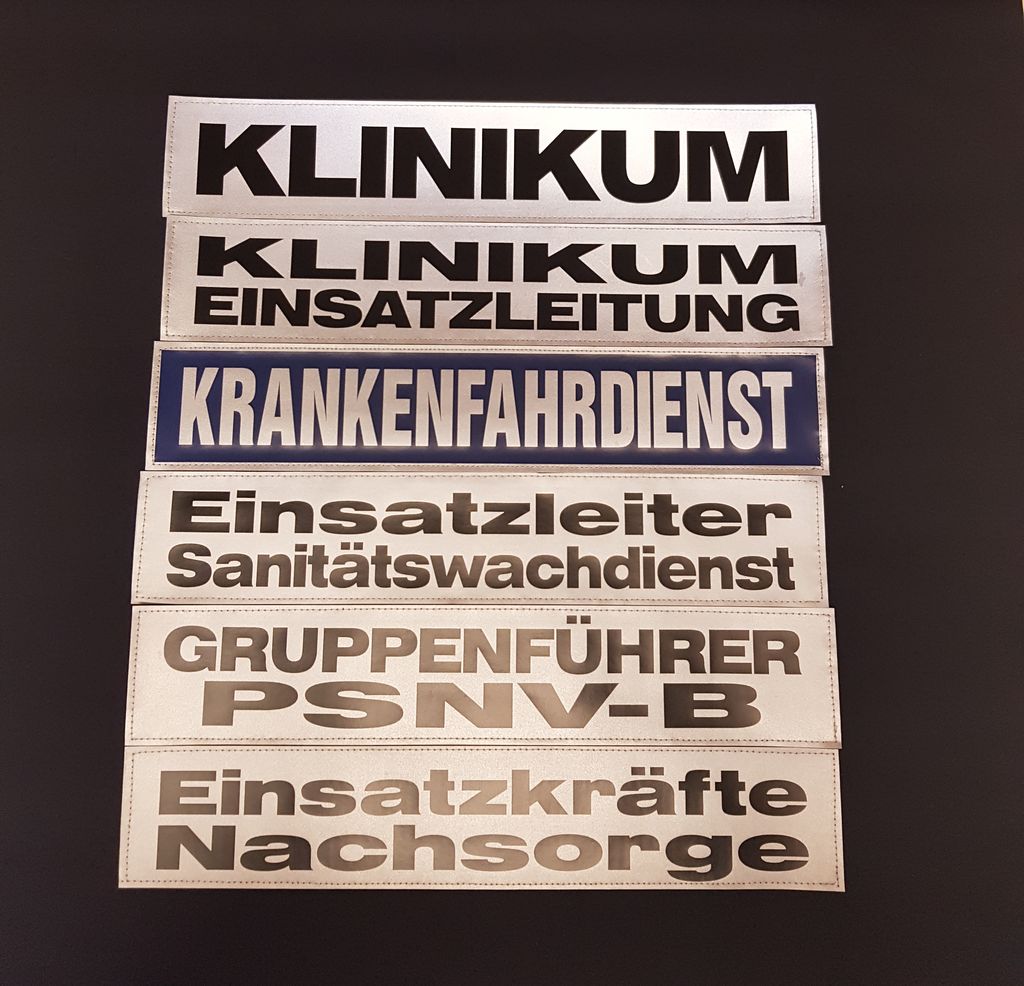 KLINIKUM
KLINIKUM
EINSATZLEITUNG
KRANKENFAHRDIENST
Einsatzleiter
Sanitätswachdienst
GRUPPENFÜHRER
PSNV-B
Einsatzkräfte
Nachsorge